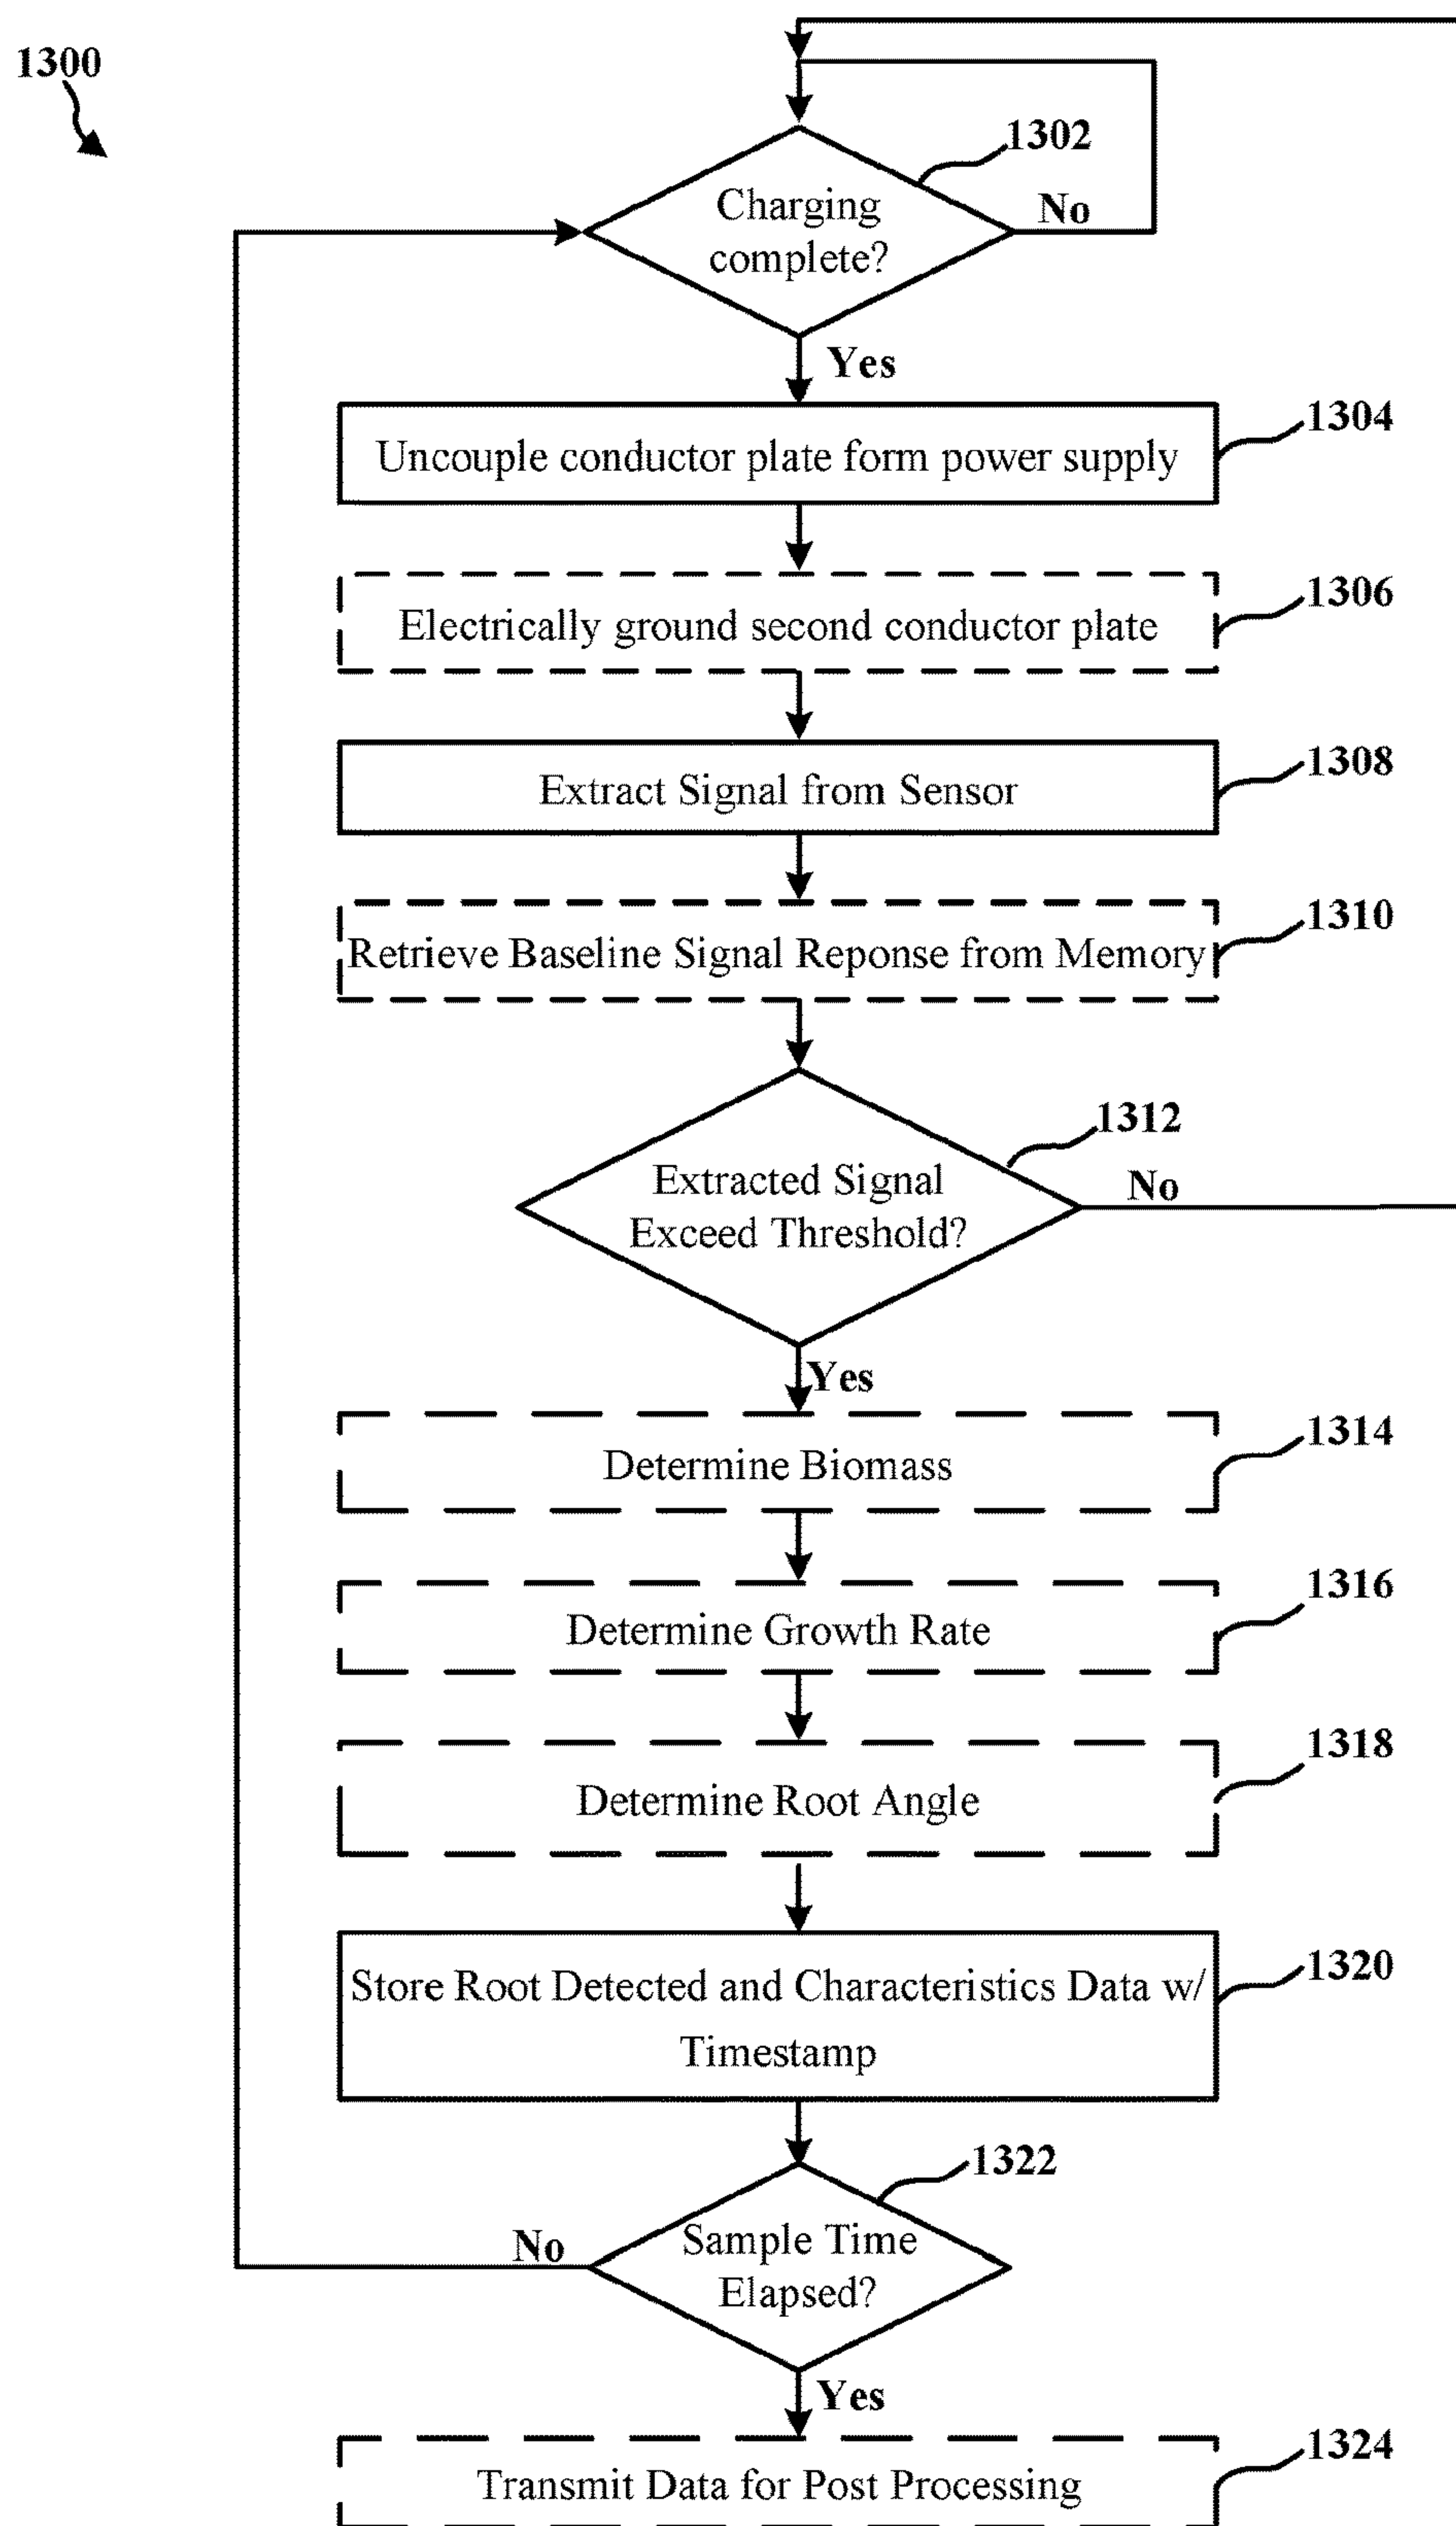 1300
1302
Charging
complete?
No
Yes
1304
Uncouple conductor plate form power supply
1306
Electrically ground second conductor plate
1308
Extract Signal from Sensor
1310
Retrieve Baseline Signal Reponse from Memory
1312
Extracted Signal
Exceed Threshold?
No
Yes
1314
Determine Biomass
1316
Determine Growth Rate
1318
Determine Root Angle
1320
Store Root Detected and Characteristics Data w/
Timestamp
1322
Sample Time
Elapsed?
No
Yes
1324
Transmit Data for Post Processing